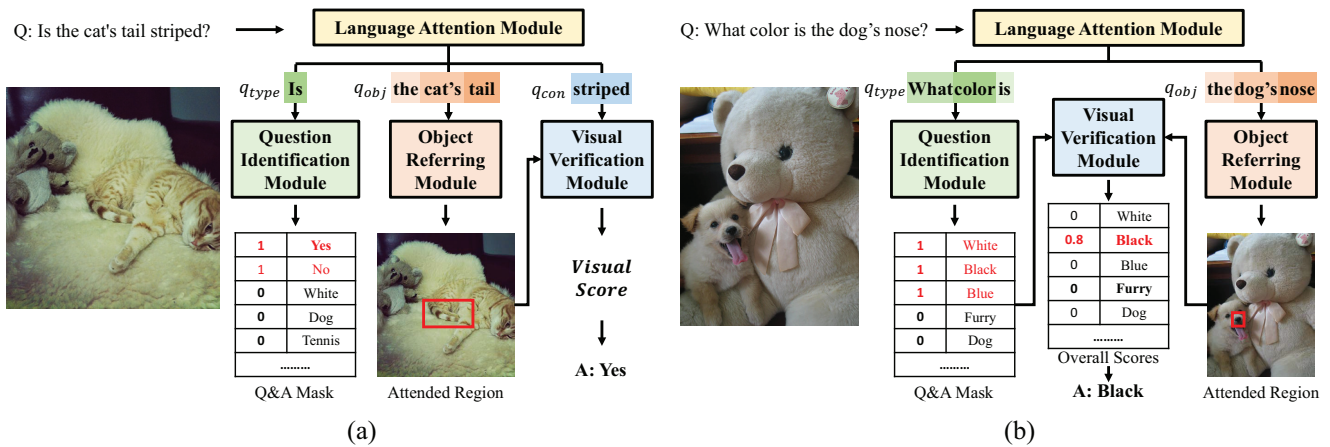 Q: Is the cat's tail striped?
Language Attention Module
q_type Is
q_obj the cat's tail
q_con striped
Question Identification Module
Object Referring Module
Visual Verification Module
1 Yes
1 No
0 White
0 Dog
0 Tennis
.........
Q&A Mask
Attended Region
Visual Score
A: Yes
(a)
Q: What color is the dog's nose?
Language Attention Module
q_type What color is
q_obj the dog's nose
Question Identification Module
Visual Verification Module
Object Referring Module
1 White
1 Black
1 Blue
0 Furry
0 Dog
.........
Q&A Mask
0 White
0.8 Black
0 Blue
0 Furry
0 Dog
.........
Overall Scores
A: Black
Attended Region
(b)